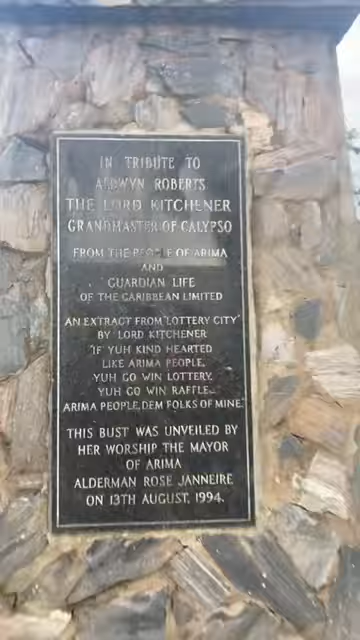 IN TRIBUTE TO
ALDWYN ROBERTS
THE LORD KITCHENER
GRANDMASTER OF CALYPSO
FROM THE PEOPLE OF ARIMA
AND
GUARDIAN LIFE
OF THE CARIBBEAN LIMITED
AN EXTRACT FROM "LOTTERY CITY"
BY LORD KITCHENER
"IF YUH KIND HEARTED
LIKE ARIMA PEOPLE,
YUH GO WIN LOTTERY,
YUH GO WIN RAFFLE...
ARIMA PEOPLE, DEM FOLKS OF MINE."
THIS BUST WAS UNVEILED BY
HER WORSHIP THE MAYOR
OF ARIMA
ALDERMAN ROSE JANNEIRE
ON 13TH AUGUST, 1994.